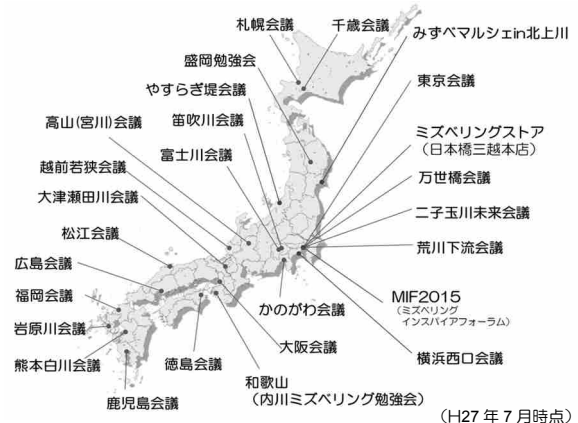 札幌会議
千歳会議
みずべマルシェin北上川
盛岡勉強会
東京会議
やすらぎ堤会議
笛吹川会議
高山(宮川)会議
ミズベリングストア
(日本橋三越本店)
富士川会議
越前若狭会議
万世橋会議
大津瀬田川会議
二子玉川未来会議
松江会議
荒川下流会議
広島会議
MIF2015
(ミズベリング
インスパイアフォーラム)
福岡会議
かのがわ会議
岩原川会議
大阪会議
横浜西口会議
熊本白川会議
徳島会議
和歌山
(内川ミズベリング勉強会)
鹿児島会議
(H27年7月時点)